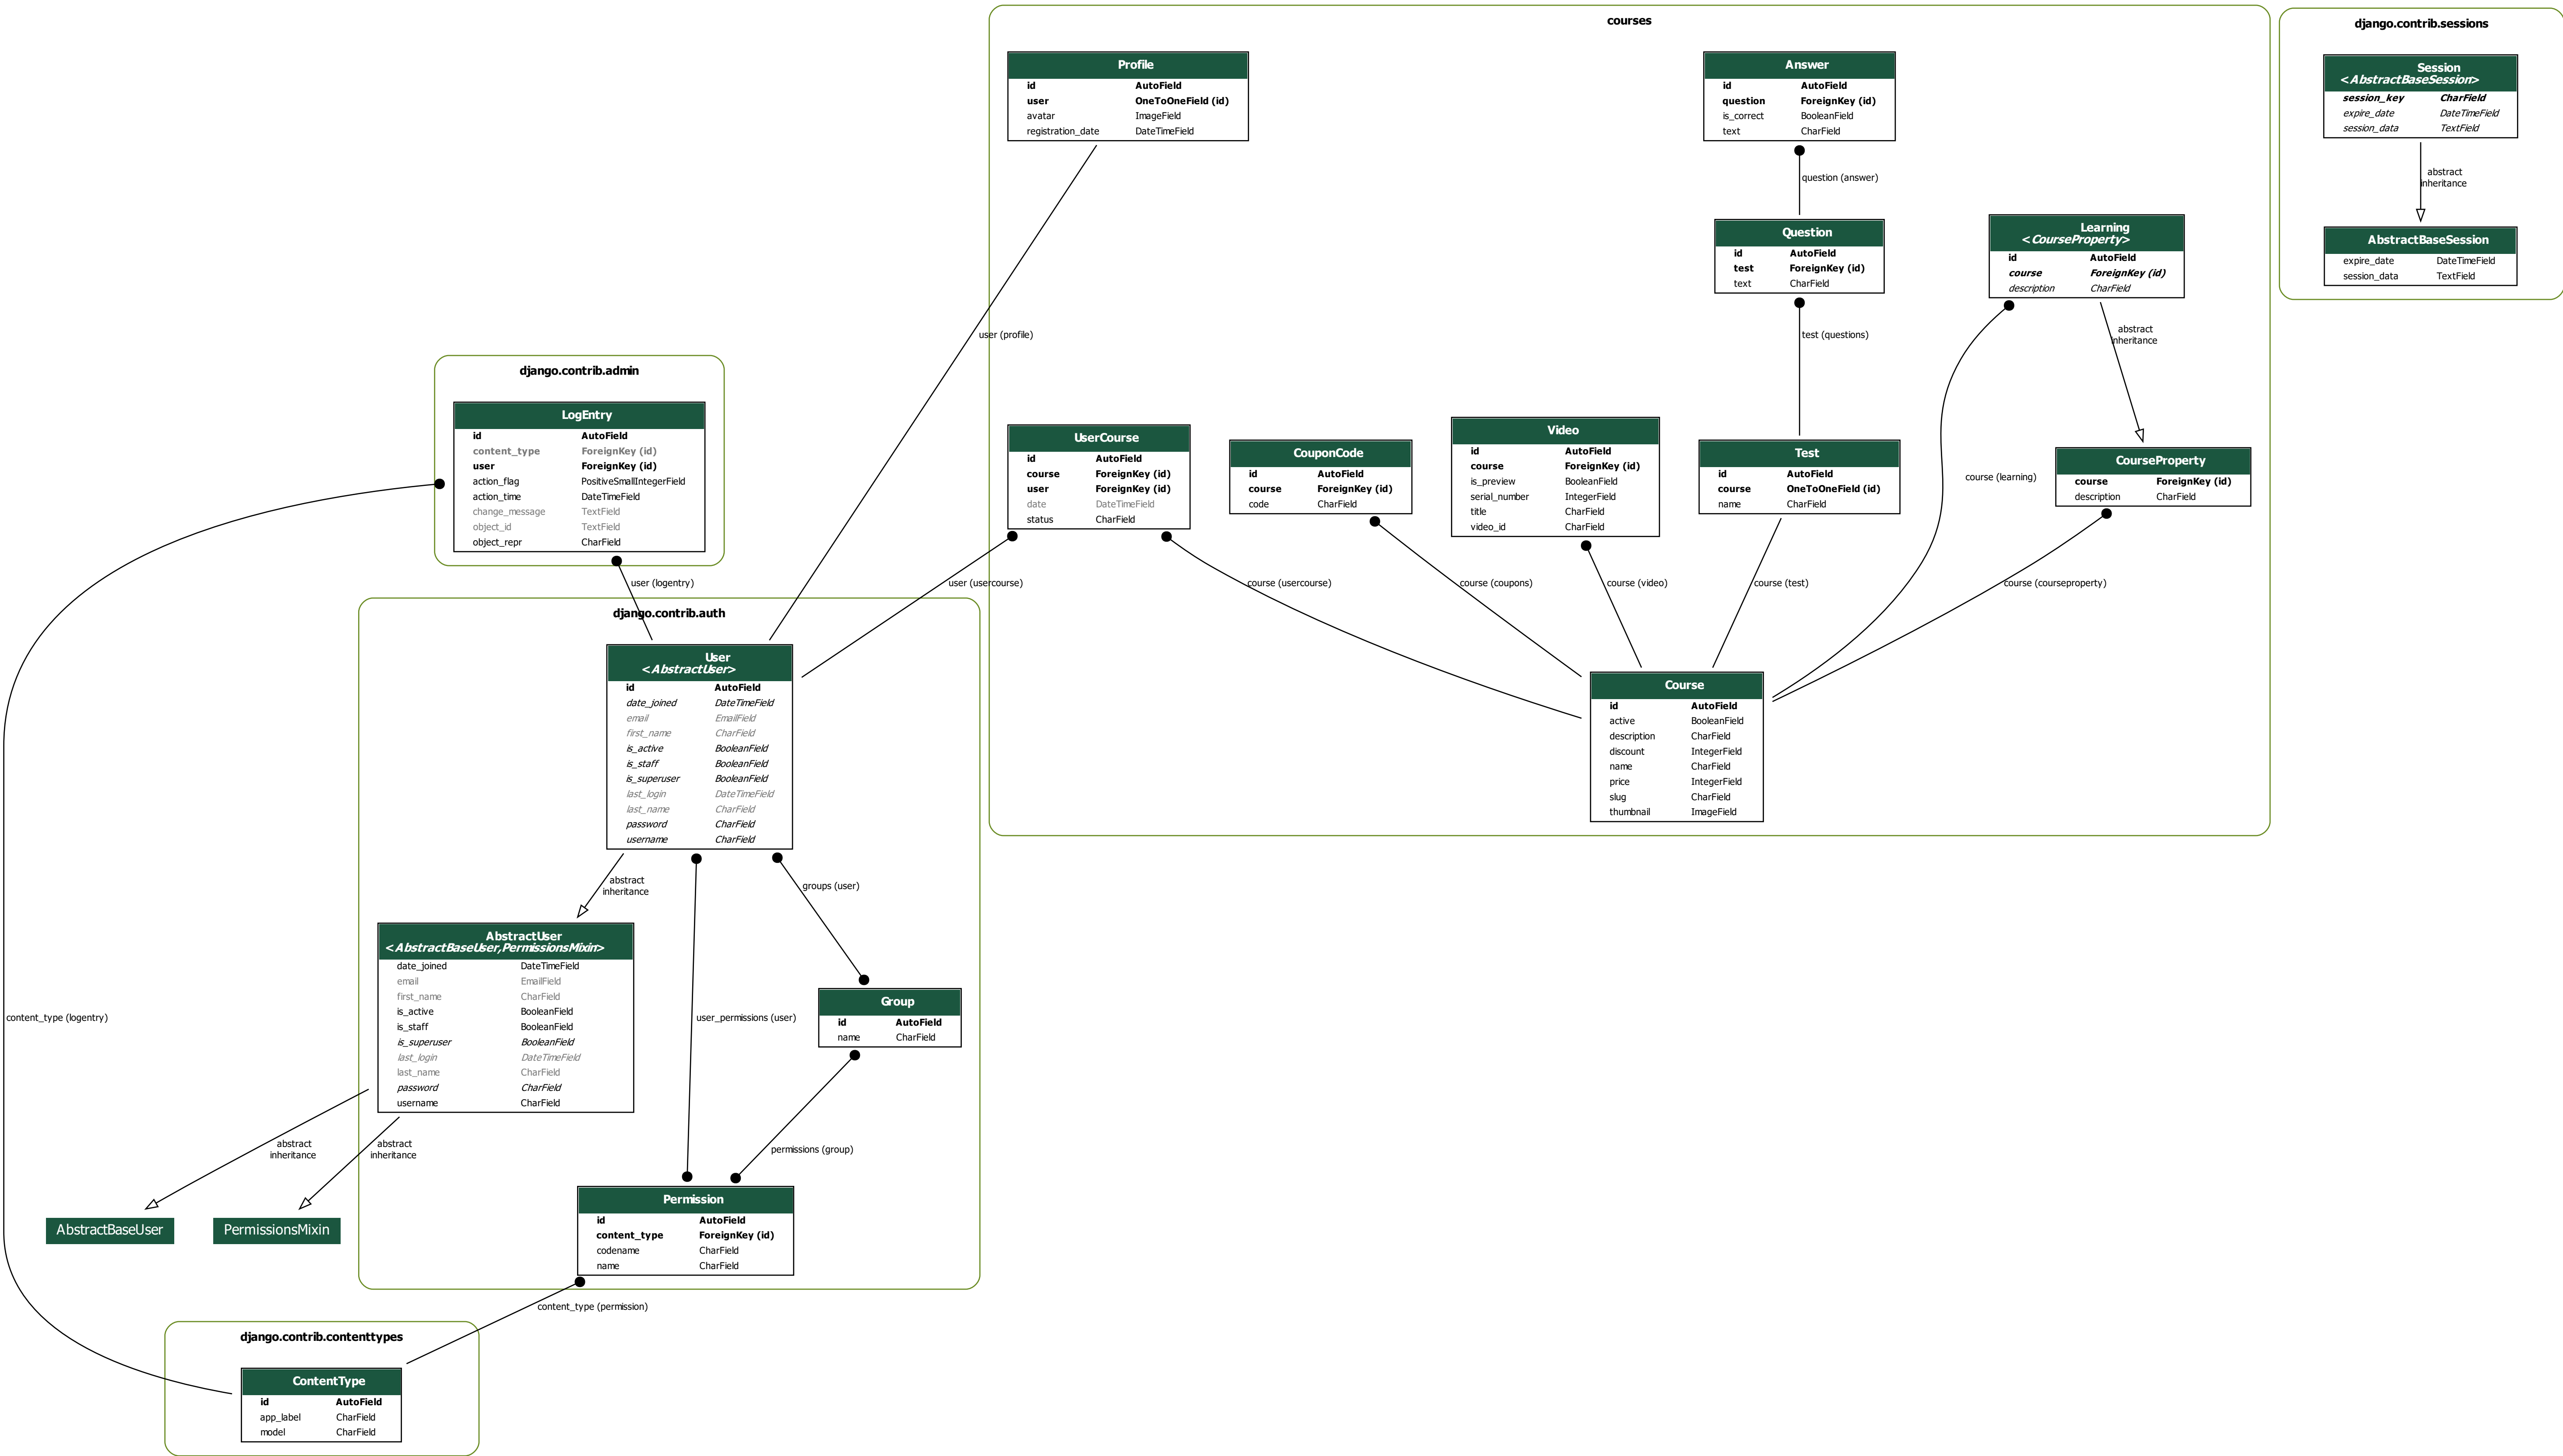 courses
Profile
id AutoField
user OneToOneField (id)
avatar ImageField
registration_date DateTimeField
Answer
id AutoField
question ForeignKey (id)
is_correct BooleanField
text CharField
question (answer)
Question
id AutoField
test ForeignKey (id)
text CharField
test (questions)
Learning
<CourseProperty>
id AutoField
course ForeignKey (id)
description CharField
abstract
inheritance
course (learning)
user (profile)
UserCourse
id AutoField
course ForeignKey (id)
user ForeignKey (id)
date DateTimeField
status CharField
CouponCode
id AutoField
course ForeignKey (id)
code CharField
Video
id AutoField
course ForeignKey (id)
is_preview BooleanField
serial_number IntegerField
title CharField
video_id CharField
Test
id AutoField
course OneToOneField (id)
name CharField
CourseProperty
course ForeignKey (id)
description CharField
user (usercourse)
course (usercourse)
course (coupons)
course (video)
course (test)
course (courseproperty)
Course
id AutoField
active BooleanField
description CharField
discount IntegerField
name CharField
price IntegerField
slug CharField
thumbnail ImageField
django.contrib.sessions
Session
<AbstractBaseSession>
session_key CharField
expire_date DateTimeField
session_data TextField
abstract
inheritance
AbstractBaseSession
expire_date DateTimeField
session_data TextField
django.contrib.admin
LogEntry
id AutoField
content_type ForeignKey (id)
user ForeignKey (id)
action_flag PositiveSmallIntegerField
action_time DateTimeField
change_message TextField
object_id TextField
object_repr CharField
user (logentry)
content_type (logentry)
django.contrib.auth
User
<AbstractUser>
id AutoField
date_joined DateTimeField
email EmailField
first_name CharField
is_active BooleanField
is_staff BooleanField
is_superuser BooleanField
last_login DateTimeField
last_name CharField
password CharField
username CharField
abstract
inheritance
groups (user)
user_permissions (user)
AbstractUser
<AbstractBaseUser,PermissionsMixin>
date_joined DateTimeField
email EmailField
first_name CharField
is_active BooleanField
is_staff BooleanField
is_superuser BooleanField
last_login DateTimeField
last_name CharField
password CharField
username CharField
Group
id AutoField
name CharField
permissions (group)
abstract
inheritance
abstract
inheritance
AbstractBaseUser
PermissionsMixin
Permission
id AutoField
content_type ForeignKey (id)
codename CharField
name CharField
content_type (permission)
django.contrib.contenttypes
ContentType
id AutoField
app_label CharField
model CharField